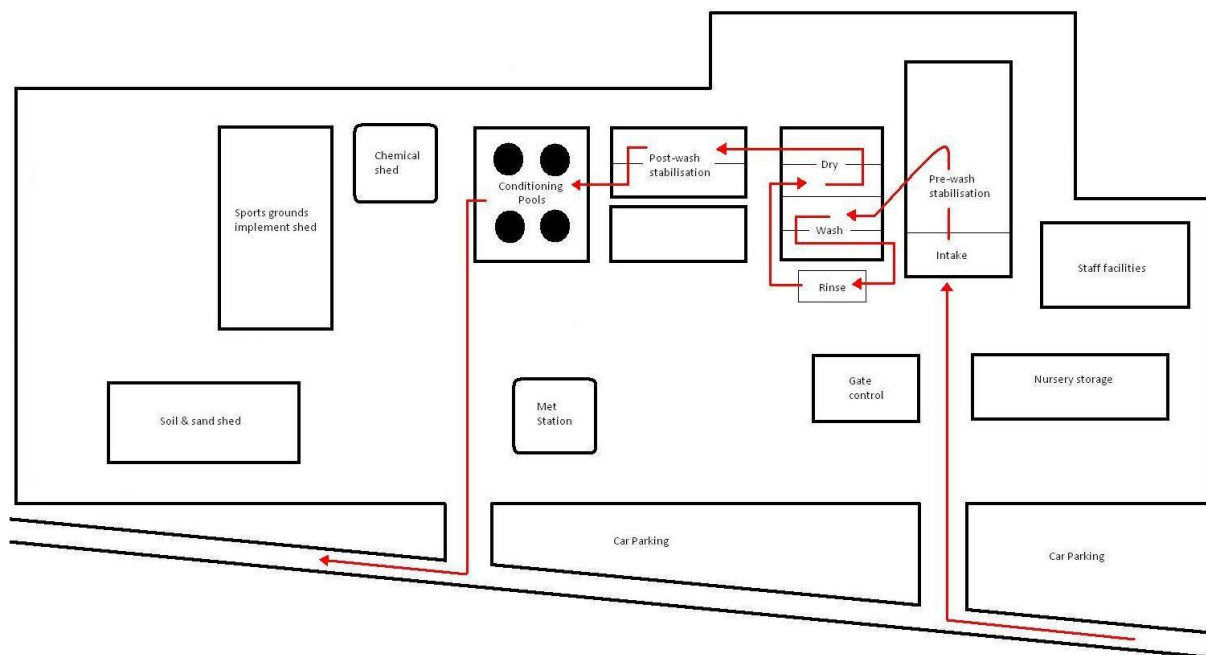 Chemical
shed
Sports grounds
implement shed
Conditioning
Pools
Post-wash
stabilisation
Dry
Wash
Rinse
Pre-wash
stabilisation
Intake
Staff facilities
Soil & sand shed
Met
Station
Gate
control
Nursery storage
Car Parking
Car Parking